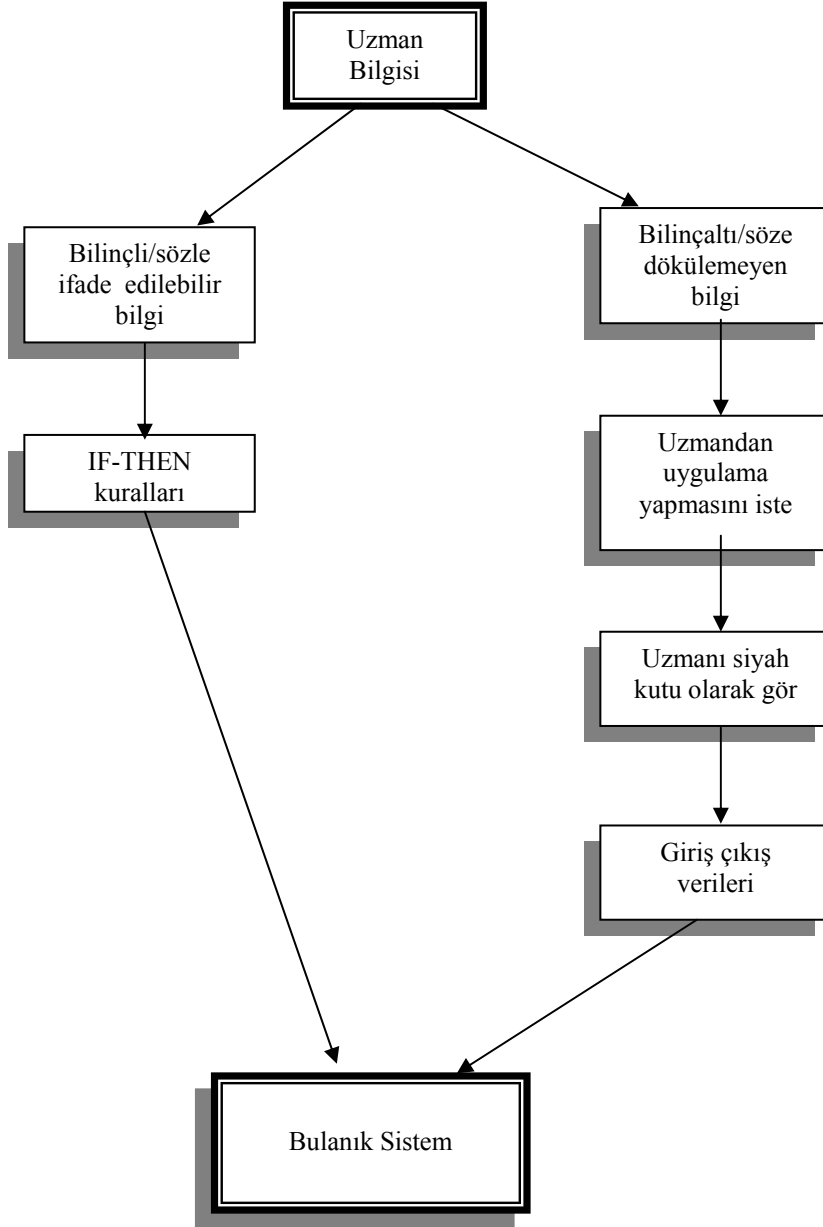 Uzman
Bilgisi
Bilinçli/sözle
ifade edilebilir
bilgi
Bilinçaltı/söze
dökülemeyen
bilgi
IF-THEN
kuralları
Uzmandan
uygulama
yapmasını iste
Uzmanı siyah
kutu olarak gör
Giriş çıkış
verileri
Bulanık Sistem